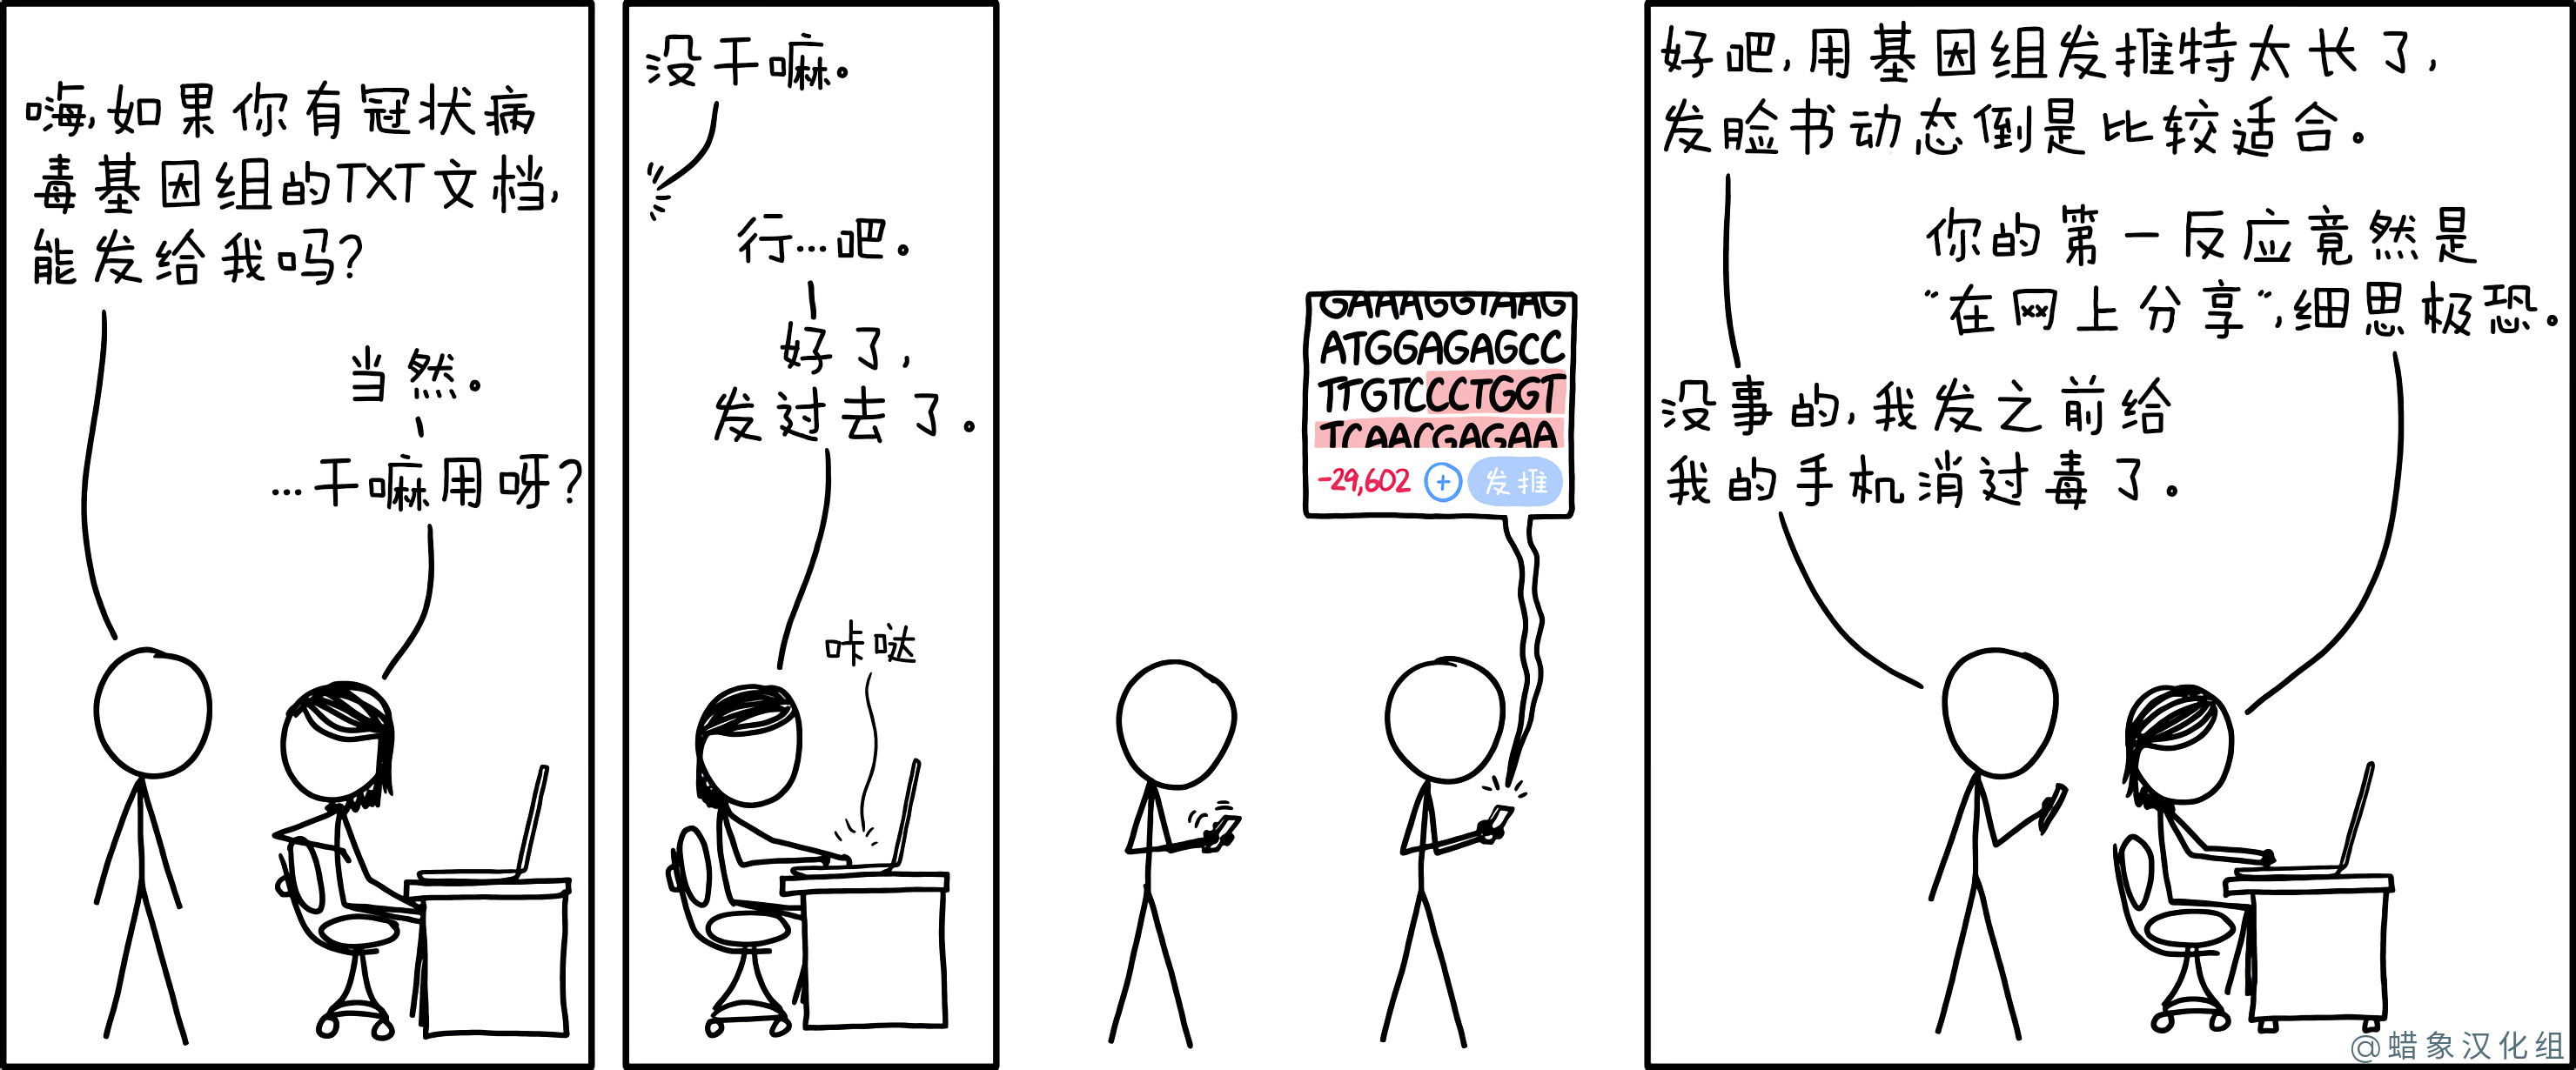 嗨,如果你有冠状病
毒基因组的TXT文档,
能发给我吗?
当然。
...干嘛用呀?
没干嘛。
行...吧。
好了,
发过去了。
咔哒
GAAAGGTAAG
ATGGAGAGCC
TTGTCCCTGGT
TCAACGAGAA
-29,602 + 发推
好吧,用基因组发推特太长了,
发脸书动态倒是比较适合。
你的第一反应竟然是
“在网上分享”,细思极恐。
没事的,我发之前给
我的手机消过毒了。
@蜡象汉化组